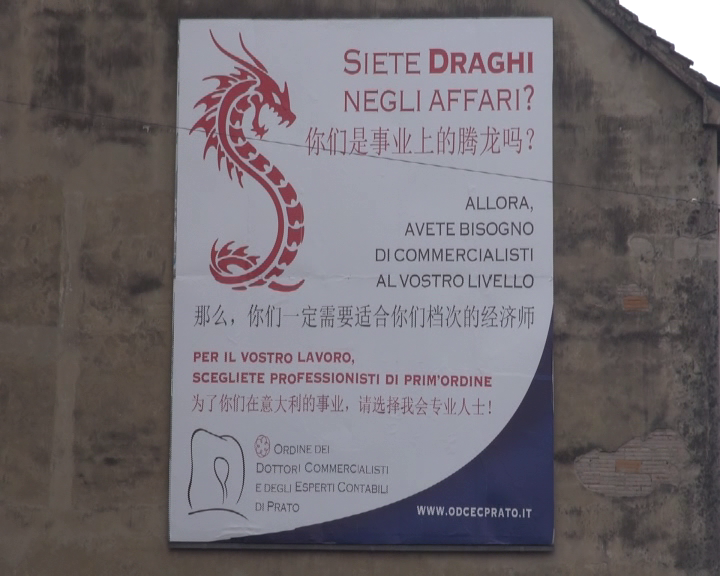 SIETE DRAGHI
NEGLI AFFARI?
你们是事业上的腾龙吗?
ALLORA,
AVETE BISOGNO
DI COMMERCIALISTI
AL VOSTRO LIVELLO
那么，你们一定需要适合你们档次的经济师
PER IL VOSTRO LAVORO,
SCEGLIETE PROFESSIONISTI DI PRIM'ORDINE
为了你们在意大利的事业，请选择我会专业人士!
ORDINE DEI
DOTTORI COMMERCIALISTI
E DEGLI ESPERTI CONTABILI
DI PRATO
WWW.ODCECPRATO.IT